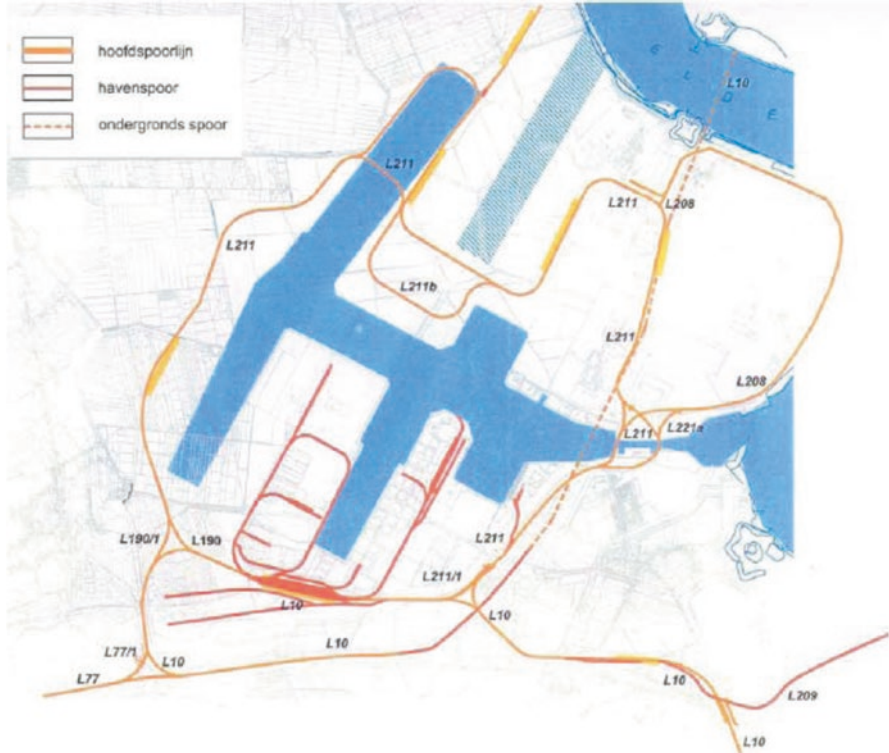 hoofdspoorlijn
havenspoor
ondergronds spoor
L10
L211
L211
L208
L211
L211b
L211
L208
L211
L221a
L190/1
L190
L211
L211/1
L10
L10
L10
L77/1
L10
L77
L10
L209
L10